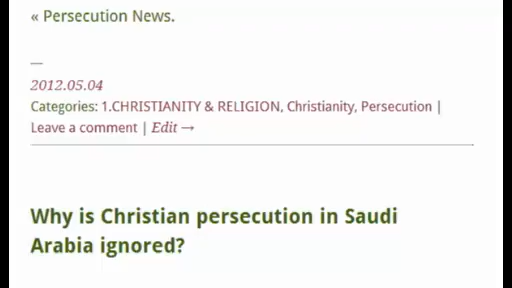 « Persecution News.
—
2012.05.04
Categories: 1.CHRISTIANITY & RELIGION, Christianity, Persecution |
Leave a comment | Edit →
Why is Christian persecution in Saudi
Arabia ignored?